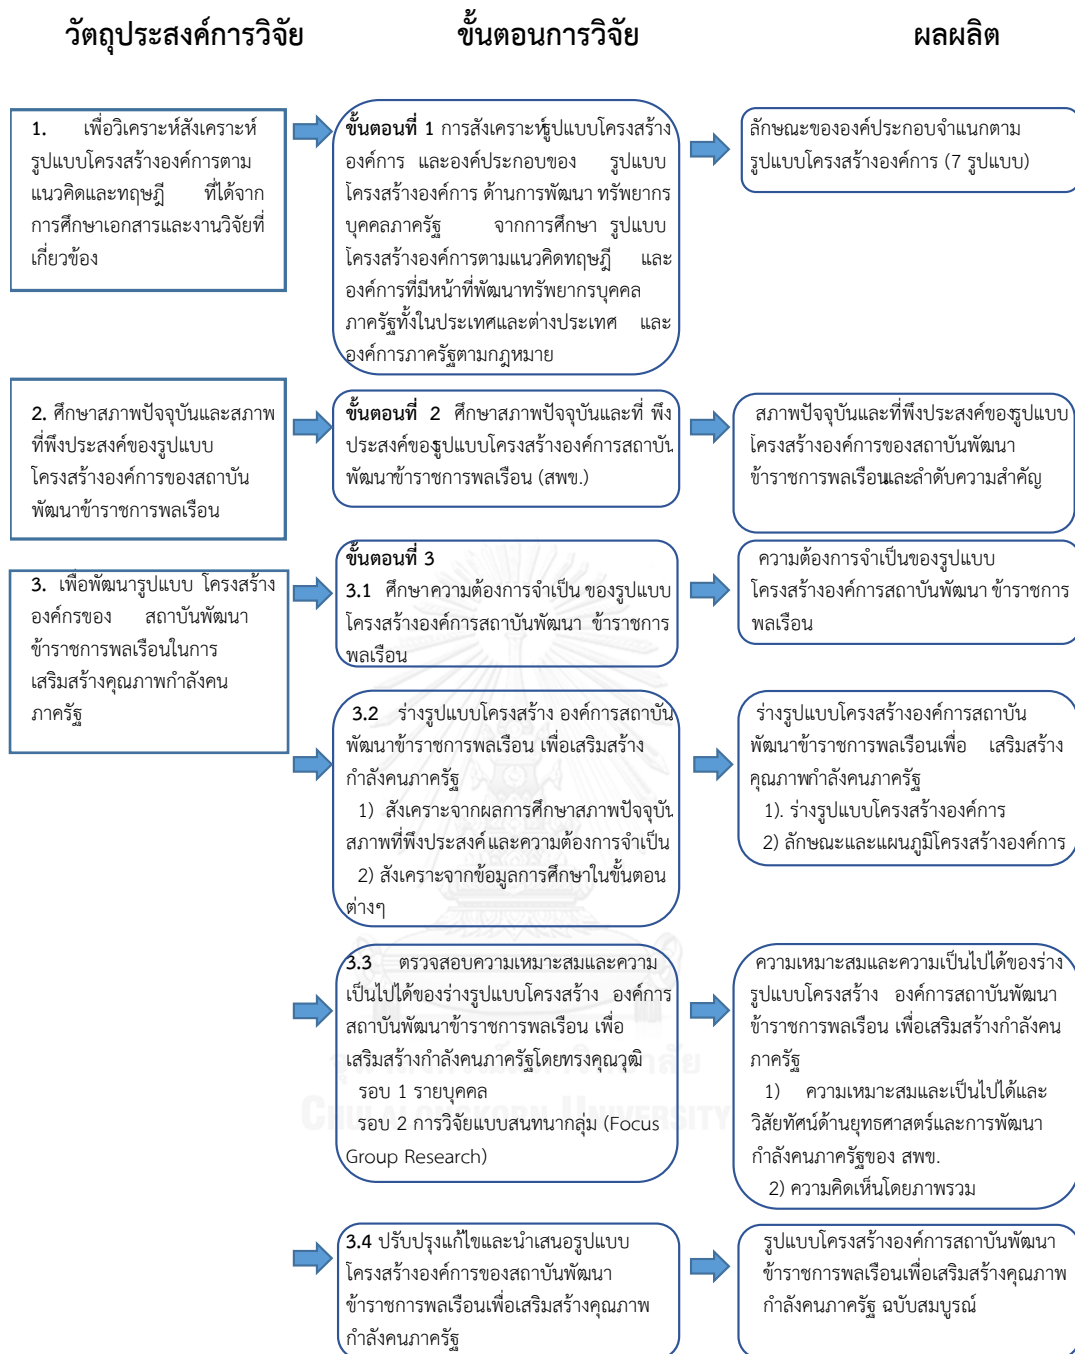 วัตถุประสงค์การวิจัย
ขั้นตอนการวิจัย
ผลผลิต
1. เพื่อวิเคราะห์สังเคราะห์
รูปแบบโครงสร้างองค์การตาม
แนวคิดและทฤษฎี ที่ได้จาก
การศึกษาเอกสารและงานวิจัยที่
เกี่ยวข้อง
ขั้นตอนที่ 1 การสังเคราะห์รูปแบบโครงสร้าง
องค์การ และองค์ประกอบของ รูปแบบ
โครงสร้างองค์การ ด้านการพัฒนา ทรัพยากร
บุคคลภาครัฐ จากการศึกษา รูปแบบ
โครงสร้างองค์การตามแนวคิดทฤษฎี และ
องค์การที่มีหน้าที่พัฒนาทรัพยากรบุคคล
ภาครัฐทั้งในประเทศและต่างประเทศ และ
องค์การภาครัฐตามกฎหมาย
ลักษณะขององค์ประกอบจำแนกตาม
รูปแบบโครงสร้างองค์การ (7 รูปแบบ)
2. ศึกษาสภาพปัจจุบันและสภาพ
ที่พึงประสงค์ของรูปแบบ
โครงสร้างองค์การของสถาบัน
พัฒนาข้าราชการพลเรือน
ขั้นตอนที่ 2 ศึกษาสภาพปัจจุบันและที่ พึง
ประสงค์ของรูปแบบโครงสร้างองค์การสถาบัน
พัฒนาข้าราชการพลเรือน (สพข.)
สภาพปัจจุบันและที่พึงประสงค์ของรูปแบบ
โครงสร้างองค์การของสถาบันพัฒนา
ข้าราชการพลเรือนและลำดับความสำคัญ
3. เพื่อพัฒนารูปแบบ โครงสร้าง
องค์กรของ สถาบันพัฒนา
ข้าราชการพลเรือนในการ
เสริมสร้างคุณภาพกำลังคน
ภาครัฐ
ขั้นตอนที่ 3
3.1 ศึกษาความต้องการจำเป็น ของรูปแบบ
โครงสร้างองค์การสถาบันพัฒนา ข้าราชการ
พลเรือน
ความต้องการจำเป็นของรูปแบบ
โครงสร้างองค์การสถาบันพัฒนา ข้าราชการ
พลเรือน
3.2 ร่างรูปแบบโครงสร้าง องค์การสถาบัน
พัฒนาข้าราชการพลเรือน เพื่อเสริมสร้าง
กำลังคนภาครัฐ
1) สังเคราะจากผลการศึกษาสภาพปัจจุบัน
สภาพที่พึงประสงค์และความต้องการจำเป็น
2) สังเคราะจากข้อมูลการศึกษาในขั้นตอน
ต่างๆ
ร่างรูปแบบโครงสร้างองค์การสถาบัน
พัฒนาข้าราชการพลเรือนเพื่อ เสริมสร้าง
คุณภาพกำลังคนภาครัฐ
1). ร่างรูปแบบโครงสร้างองค์การ
2) ลักษณะและแผนภูมิโครงสร้างองค์การ
3.3 ตรวจสอบความเหมาะสมและความ
เป็นไปได้ของร่างรูปแบบโครงสร้าง องค์การ
สถาบันพัฒนาข้าราชการพลเรือน เพื่อ
เสริมสร้างกำลังคนภาครัฐโดยทรงคุณวุฒิ
รอบ 1 รายบุคคล
รอบ 2 การวิจัยแบบสนทนากลุ่ม (Focus
Group Research)
ความเหมาะสมและความเป็นไปได้ของร่าง
รูปแบบโครงสร้าง องค์การสถาบันพัฒนา
ข้าราชการพลเรือน เพื่อเสริมสร้างกำลังคน
ภาครัฐ
1) ความเหมาะสมและเป็นไปได้และ
วิสัยทัศน์ด้านยุทธศาสตร์และการพัฒนา
กำลังคนภาครัฐของ สพข.
2) ความคิดเห็นโดยภาพรวม
3.4 ปรับปรุงแก้ไขและนำเสนอรูปแบบ
โครงสร้างองค์การของสถาบันพัฒนา
ข้าราชการพลเรือนเพื่อเสริมสร้างคุณภาพ
กำลังคนภาครัฐ
รูปแบบโครงสร้างองค์การสถาบันพัฒนา
ข้าราชการพลเรือนเพื่อเสริมสร้างคุณภาพ
กำลังคนภาครัฐ ฉบับสมบูรณ์
จุฬาลงกรณ์มหาวิทยาลัย
CHULALONGKORN UNIVERSITY